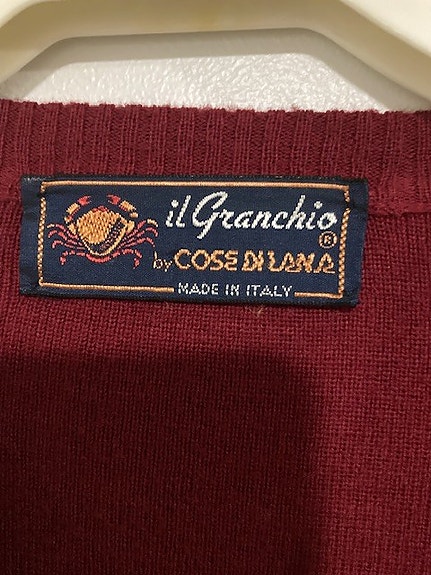 il Granchio
®
by COSE DI LANA
MADE IN ITALY